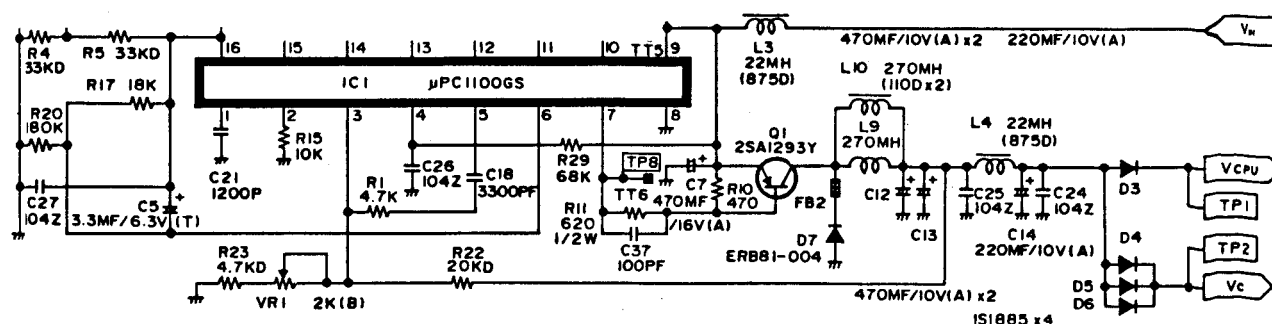 R4
33KD
R5 33KD
R17 18K
R20
180K
C27
104Z
C5
3.3MF/6.3V(T)
16 15 14 13 12 11 10 TT5 9
IC1 μPC1100GS
1 2 3 4 5 6 7 8
C21
1200P
R15
10K
R1
4.7K
C26
104Z
C18
3300PF
R29
68K
TP8
TT6
R11
620
1/2W
C37
100PF
C7
470MF
/16V(A)
R10
470
L3
22MH
(875D)
470MF/10V(A)x2
220MF/10V(A)
VIN
L10 270MH
(110Dx2)
L9
270MH
Q1
2SA1293Y
FB2
D7
ERB81-004
C12
C13
L4 22MH
(875D)
C25
104Z
C24
104Z
C14
220MF/10V(A)
D3
VCPU
TP1
D4
D5
D6
TP2
Vc
R23
4.7KD
VR1 2K(B)
R22
20KD
470MF/10V(A)x2
1S1885x4